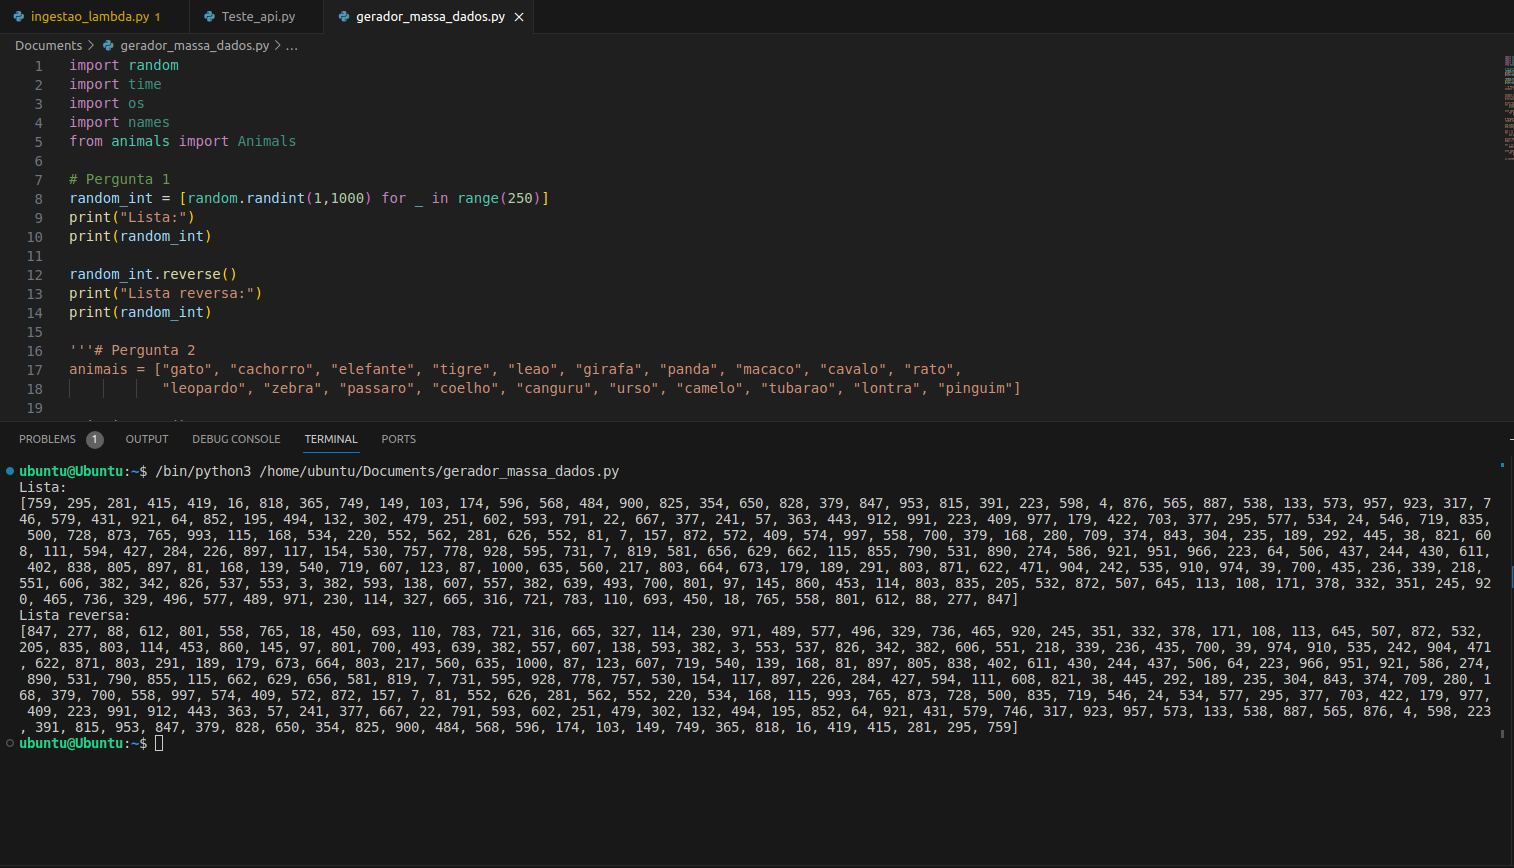 ingestao_lambda.py 1
Teste_api.py
gerador_massa_dados.py
Documents > gerador_massa_dados.py > ...
1 import random
2 import time
3 import os
4 import names
5 from animals import Animals
6
7 # Pergunta 1
8 random_int = [random.randint(1,1000) for _ in range(250)]
9 print("Lista:")
10 print(random_int)
11
12 random_int.reverse()
13 print("Lista reversa:")
14 print(random_int)
15
16 '''# Pergunta 2
17 animais = ["gato", "cachorro", "elefante", "tigre", "leao", "girafa", "panda", "macaco", "cavalo", "rato",
18 "leopardo", "zebra", "passaro", "coelho", "canguru", "urso", "camelo", "tubarao", "lontra", "pinguim"]
19
PROBLEMS 1 OUTPUT DEBUG CONSOLE TERMINAL PORTS
ubuntu@Ubuntu:~$ /bin/python3 /home/ubuntu/Documents/gerador_massa_dados.py
Lista:
[759, 295, 281, 415, 419, 16, 818, 365, 749, 149, 103, 174, 596, 568, 484, 900, 825, 354, 650, 828, 379, 847, 953, 815, 391, 223, 598, 4, 876, 565, 887, 538, 133, 573, 957, 923, 317, 7
46, 579, 431, 921, 64, 852, 195, 494, 132, 302, 479, 251, 602, 593, 791, 22, 667, 377, 241, 57, 363, 443, 912, 991, 223, 409, 977, 179, 422, 703, 377, 295, 577, 534, 24, 546, 719, 835,
500, 728, 873, 765, 993, 115, 168, 534, 220, 552, 562, 281, 626, 552, 81, 7, 157, 872, 572, 409, 574, 997, 558, 700, 379, 168, 280, 709, 374, 843, 304, 235, 189, 292, 445, 38, 821, 60
8, 111, 594, 427, 284, 226, 897, 117, 154, 530, 757, 778, 928, 595, 731, 7, 819, 581, 656, 629, 662, 115, 855, 790, 531, 890, 274, 586, 921, 951, 966, 223, 64, 506, 437, 244, 430, 611,
402, 838, 805, 897, 81, 168, 139, 540, 719, 607, 123, 87, 1000, 635, 560, 217, 803, 664, 673, 179, 189, 291, 803, 871, 622, 471, 904, 242, 535, 910, 974, 39, 700, 435, 236, 339, 218,
551, 606, 382, 342, 826, 537, 553, 3, 382, 593, 138, 607, 557, 382, 639, 493, 700, 801, 97, 145, 860, 453, 114, 803, 835, 205, 532, 872, 507, 645, 113, 108, 171, 378, 332, 351, 245, 92
0, 465, 736, 329, 496, 577, 489, 971, 230, 114, 327, 665, 316, 721, 783, 110, 693, 450, 18, 765, 558, 801, 612, 88, 277, 847]
Lista reversa:
[847, 277, 88, 612, 801, 558, 765, 18, 450, 693, 110, 783, 721, 316, 665, 327, 114, 230, 971, 489, 577, 496, 329, 736, 465, 920, 245, 351, 332, 378, 171, 108, 113, 645, 507, 872, 532,
205, 835, 803, 114, 453, 860, 145, 97, 801, 700, 493, 639, 382, 557, 607, 138, 593, 382, 3, 553, 537, 826, 342, 382, 606, 551, 218, 339, 236, 435, 700, 39, 974, 910, 535, 242, 904, 471
, 622, 871, 803, 291, 189, 179, 673, 664, 803, 217, 560, 635, 1000, 87, 123, 607, 719, 540, 139, 168, 81, 897, 805, 838, 402, 611, 430, 244, 437, 506, 64, 223, 966, 951, 921, 586, 274,
890, 531, 790, 855, 115, 662, 629, 656, 581, 819, 7, 731, 595, 928, 778, 757, 530, 154, 117, 897, 226, 284, 427, 594, 111, 608, 821, 38, 445, 292, 189, 235, 304, 843, 374, 709, 280, 1
68, 379, 700, 558, 997, 574, 409, 572, 872, 157, 7, 81, 552, 626, 281, 562, 552, 220, 534, 168, 115, 993, 765, 873, 728, 500, 835, 719, 546, 24, 534, 577, 295, 377, 703, 422, 179, 977,
409, 223, 991, 912, 443, 363, 57, 241, 377, 667, 22, 791, 593, 602, 251, 479, 302, 132, 494, 195, 852, 64, 921, 431, 579, 746, 317, 923, 957, 573, 133, 538, 887, 565, 876, 4, 598, 223
, 391, 815, 953, 847, 379, 828, 650, 354, 825, 900, 484, 568, 596, 174, 103, 149, 749, 365, 818, 16, 419, 415, 281, 295, 759]
ubuntu@Ubuntu:~$